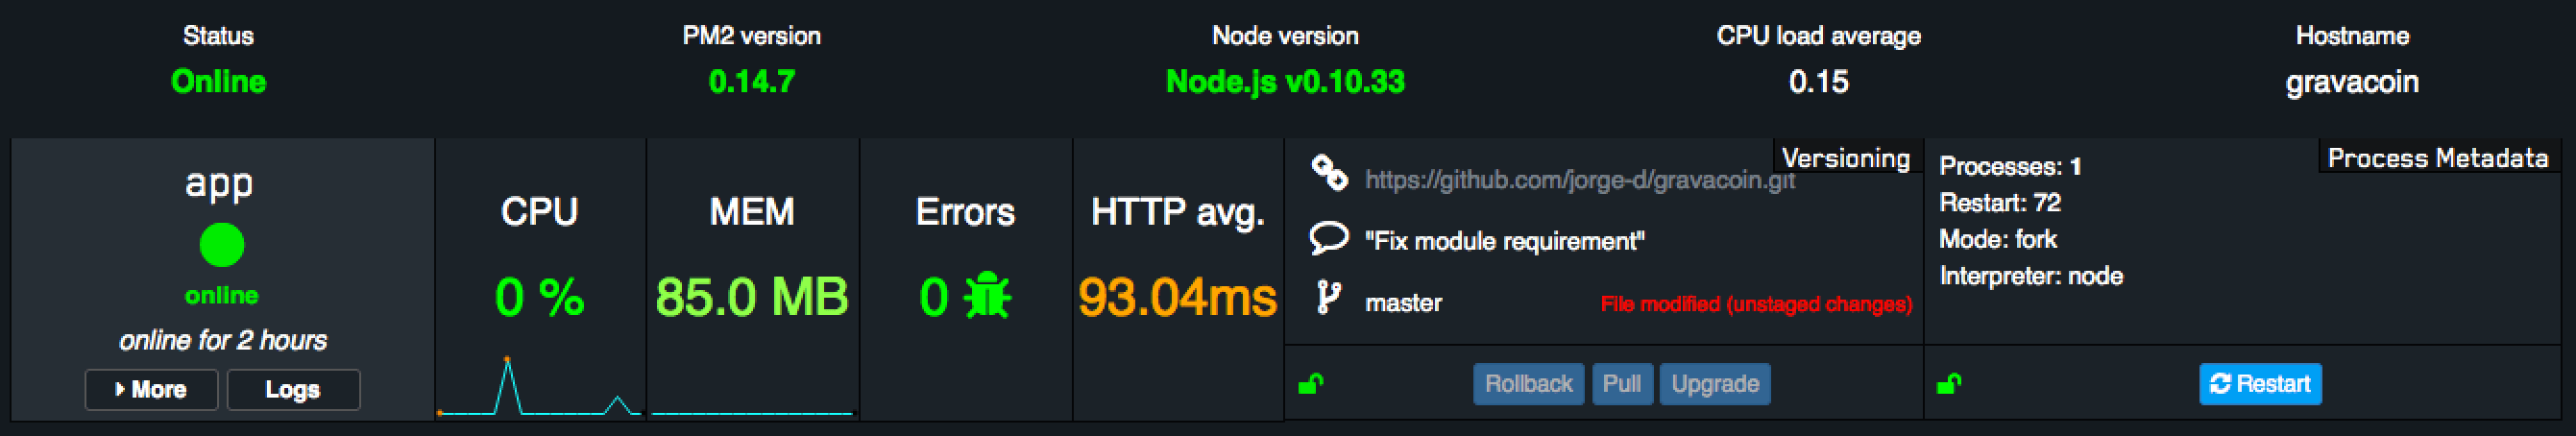 Status
Online
PM2 version
0.14.7
Node version
Node.js v0.10.33
CPU load average
0.15
Hostname
gravacoin
app
online
online for 2 hours
More
Logs
CPU
0 %
MEM
85.0 MB
Errors
0
HTTP avg.
93.04ms
Versioning
https://github.com/jorge-d/gravacoin.git
"Fix module requirement"
master
File modified (unstaged changes)
Rollback
Pull
Upgrade
Process Metadata
Processes: 1
Restart: 72
Mode: fork
Interpreter: node
Restart